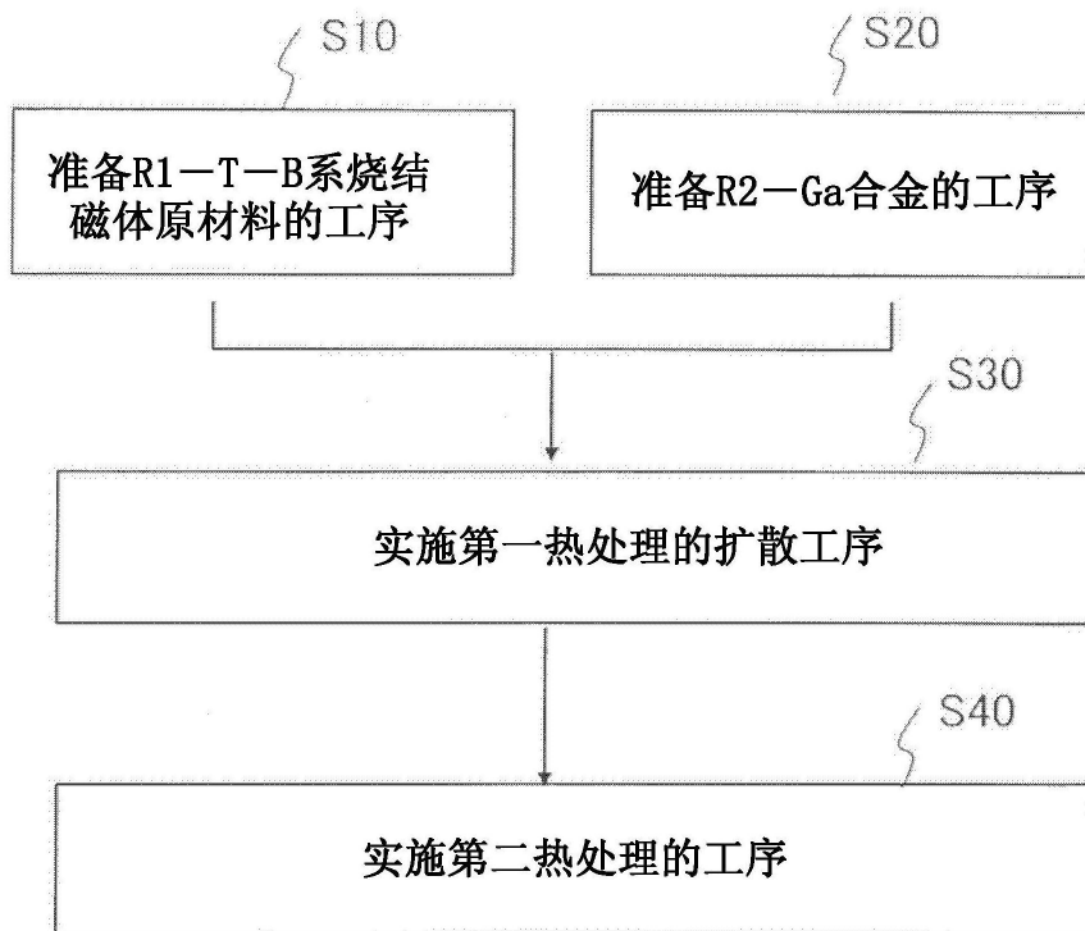 S10
S20
准备R1－T－B系烧结
磁体原材料的工序
准备R2－Ga合金的工序
S30
实施第一热处理的扩散工序
S40
实施第二热处理的工序